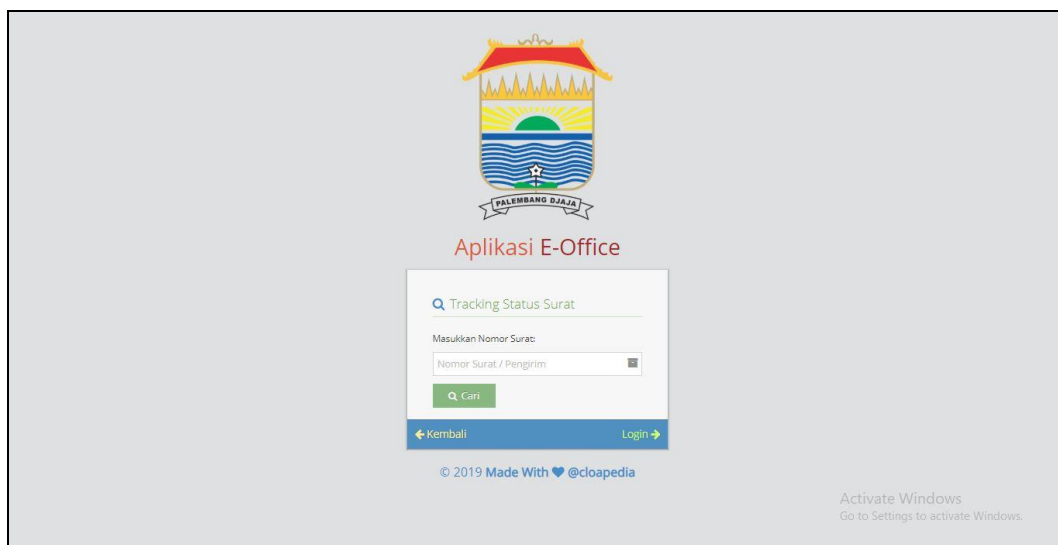 PALEMBANG DJAJA
Aplikasi E-Office
Tracking Status Surat
Masukkan Nomor Surat:
Nomor Surat / Pengirim
Cari
Kembali
Login
© 2019 Made With @cloapedia
Activate Windows
Go to Settings to activate Windows.